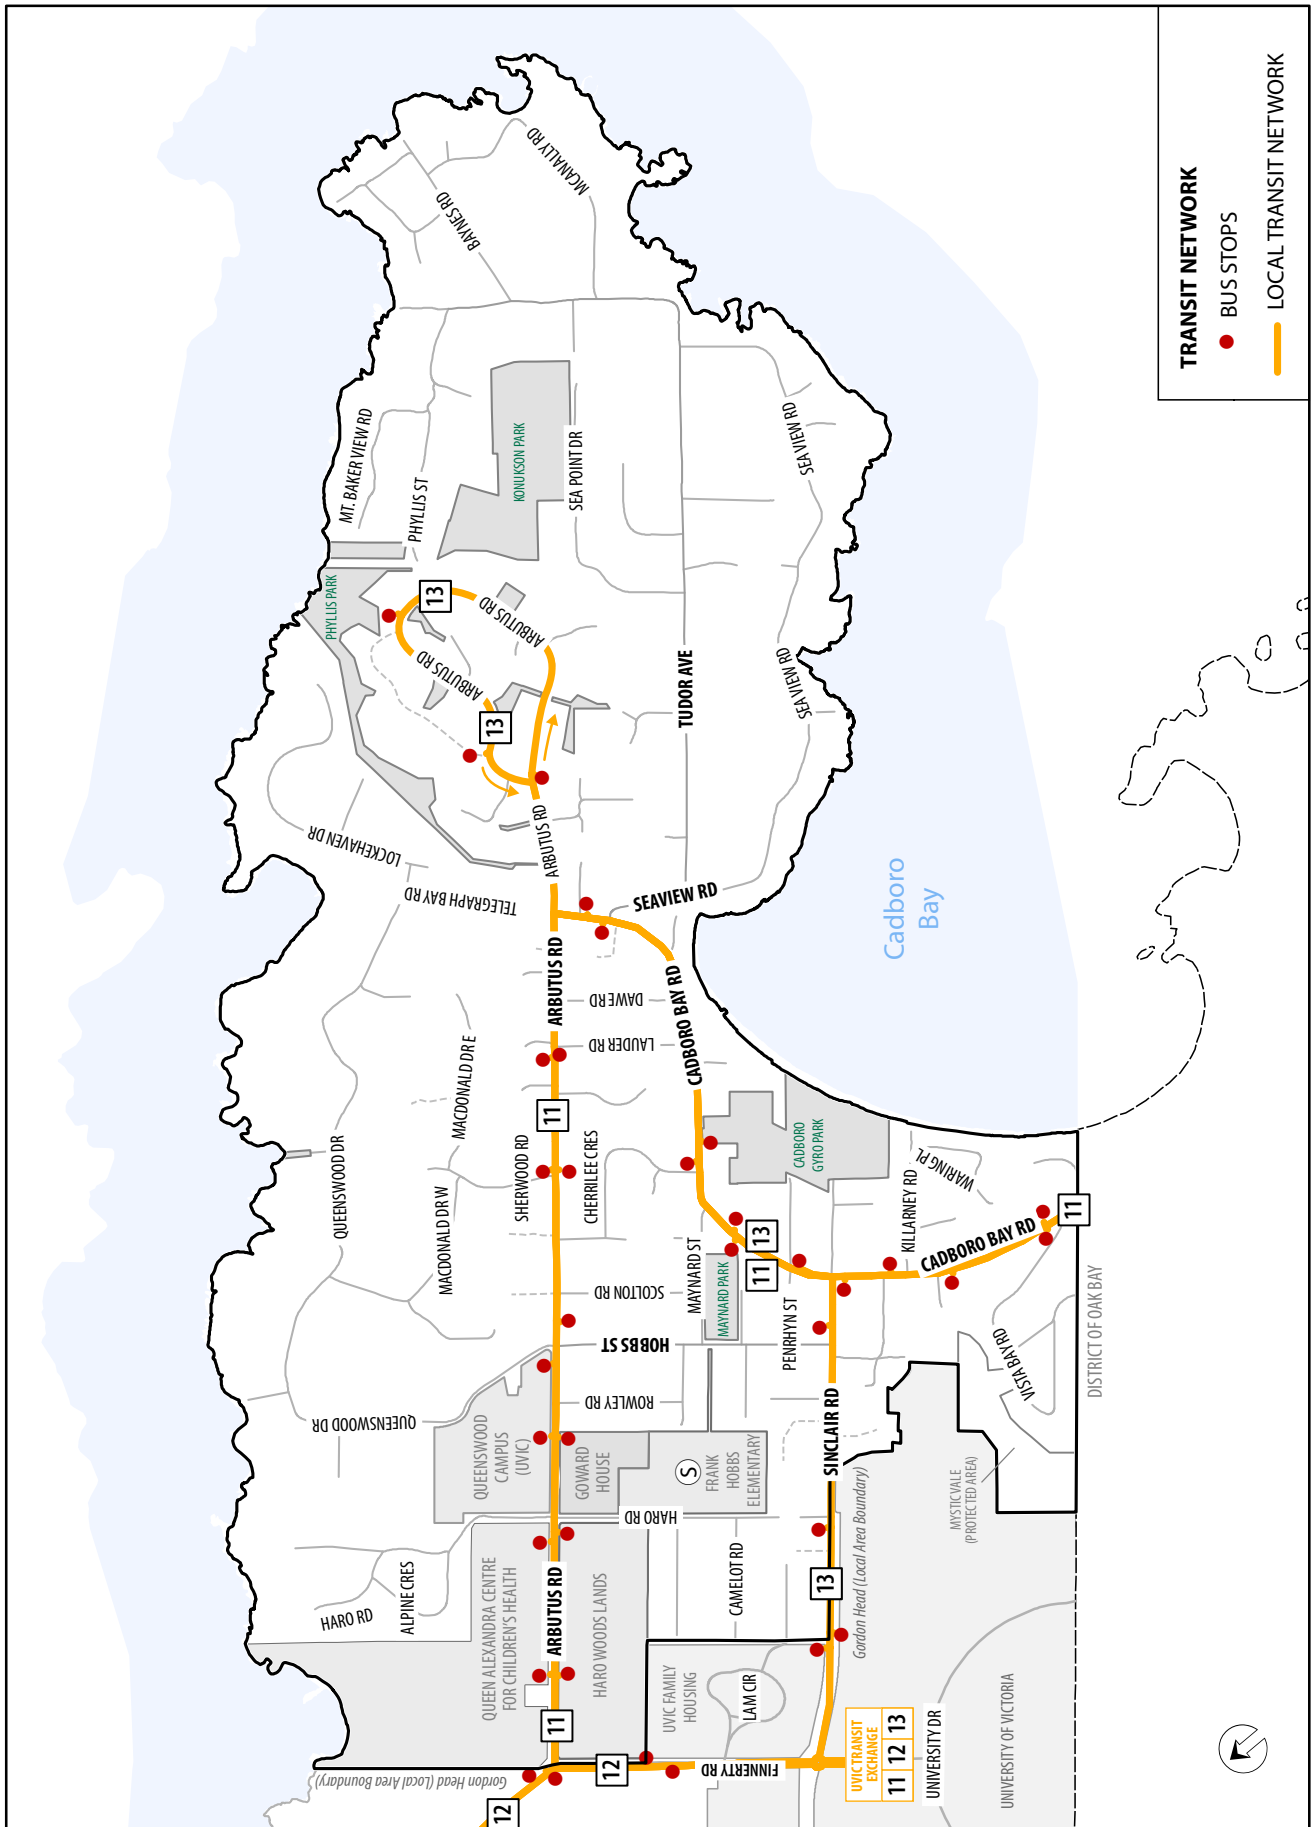 TRANSIT NETWORK
BUS STOPS
LOCAL TRANSIT NETWORK
MCANALLY RD
BAYNES RD
MT. BAKER VIEW RD
PHYLLIS ST
KONUKSON PARK
SEA POINT DR
SEA VIEW RD
PHYLLIS PARK
13
ARBUTUS RD
ARBUTUS RD
ARBUTUS RD
ARBUTUS RD
13
TUDOR AVE
SEA VIEW RD
LOCKEHAVEN DR
TELEGRAPH BAY RD
ARBUTUS RD
SEAVIEW RD
Cadboro
Bay
ARBUTUS RD
DAWE RD
CADBORO BAY RD
LAUDER RD
MACDONALD DR E
11
QUEENSWOOD DR
MACDONALD DR W
SHERWOOD RD
CHERRILEE CRES
CADBORO
GYRO PARK
WARING PL
KILLARNEY RD
CADBORO BAY RD
11
MAYNARD ST
13
11
MAYNARD PARK
SCOLTON RD
HOBBS ST
PENRHYN ST
DISTRICT OF OAK BAY
VISTA BAY RD
ROWLEY RD
QUEENSWOOD DR
QUEENSWOOD
CAMPUS
(UVIC)
GOWARD
HOUSE
S
FRANK
HOBBS
ELEMENTARY
SINCLAIR RD
MYSTIC VALE
(PROTECTED AREA)
HARO RD
Gordon Head (Local Area Boundary)
HARO RD
ALPINE CRES
QUEEN ALEXANDRA CENTRE
FOR CHILDREN'S HEALTH
ARBUTUS RD
HARO WOODS LANDS
CAMELOT RD
13
UVIC FAMILY
HOUSING
LAM CIR
11
12
12
FINNERTY RD
Gordon Head (Local Area Boundary)
UVIC TRANSIT
EXCHANGE
11 12 13
UNIVERSITY DR
UNIVERSITY OF VICTORIA